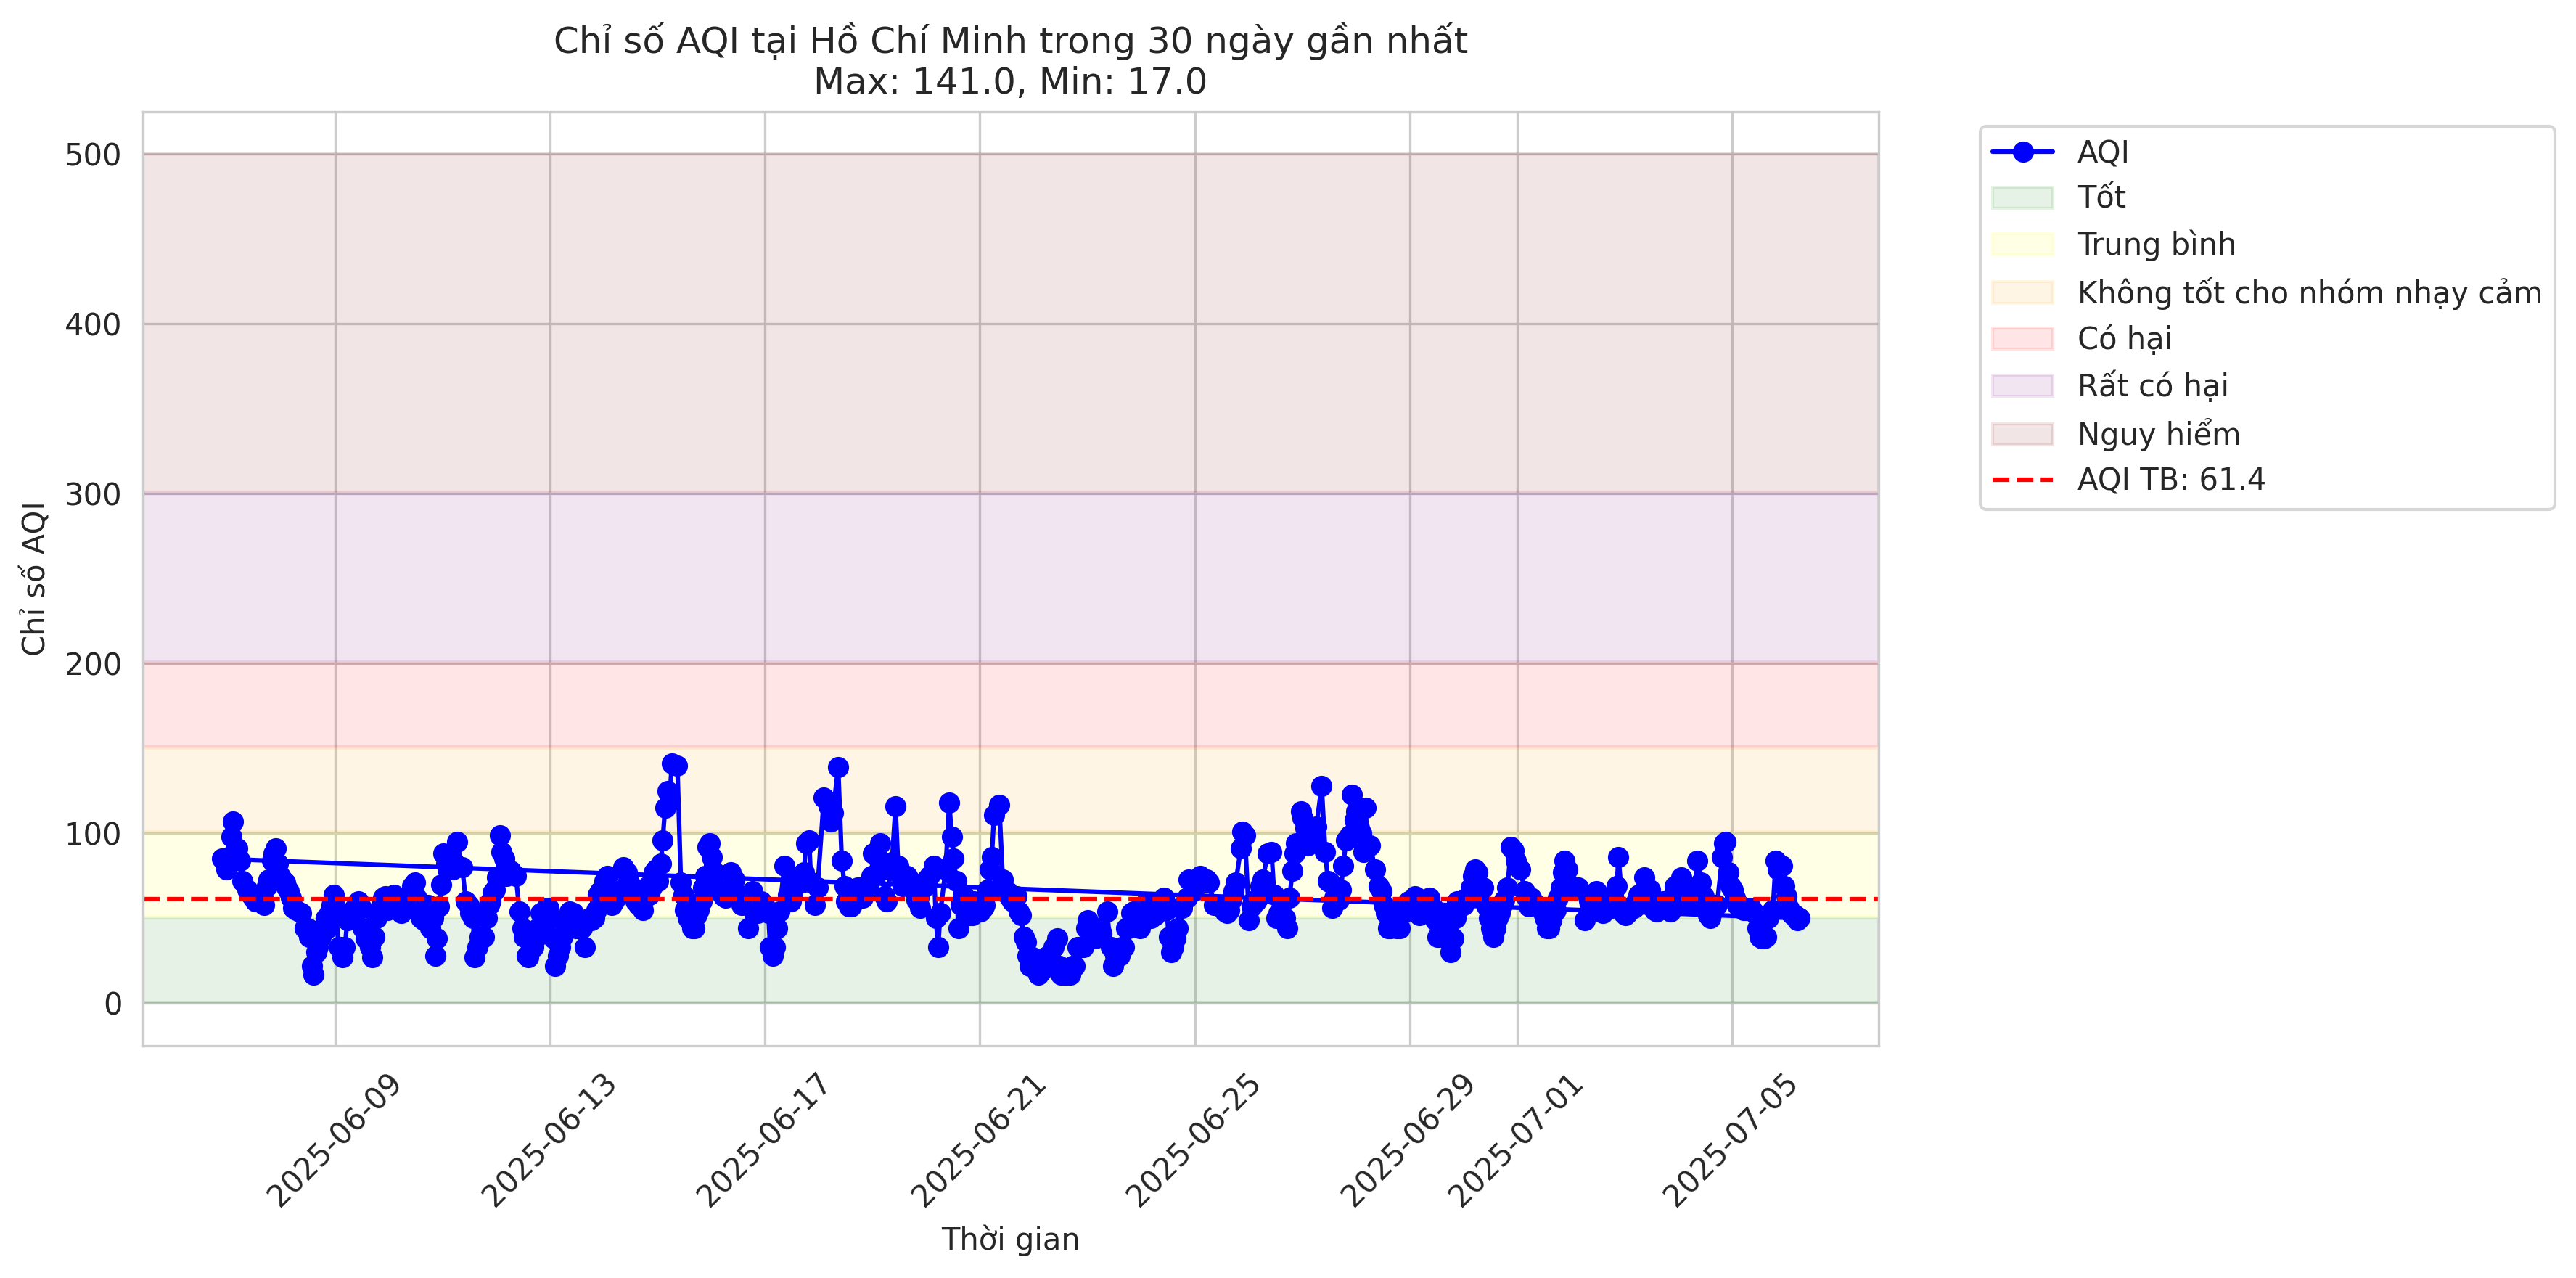 Chỉ số AQI tại Hồ Chí Minh trong 30 ngày gần nhất
Max: 141.0, Min: 17.0
Chỉ số AQI
500
400
300
200
100
0
2025-06-09
2025-06-13
2025-06-17
2025-06-21
2025-06-25
2025-06-29
2025-07-01
2025-07-05
Thời gian
AQI
Tốt
Trung bình
Không tốt cho nhóm nhạy cảm
Có hại
Rất có hại
Nguy hiểm
AQI TB: 61.4